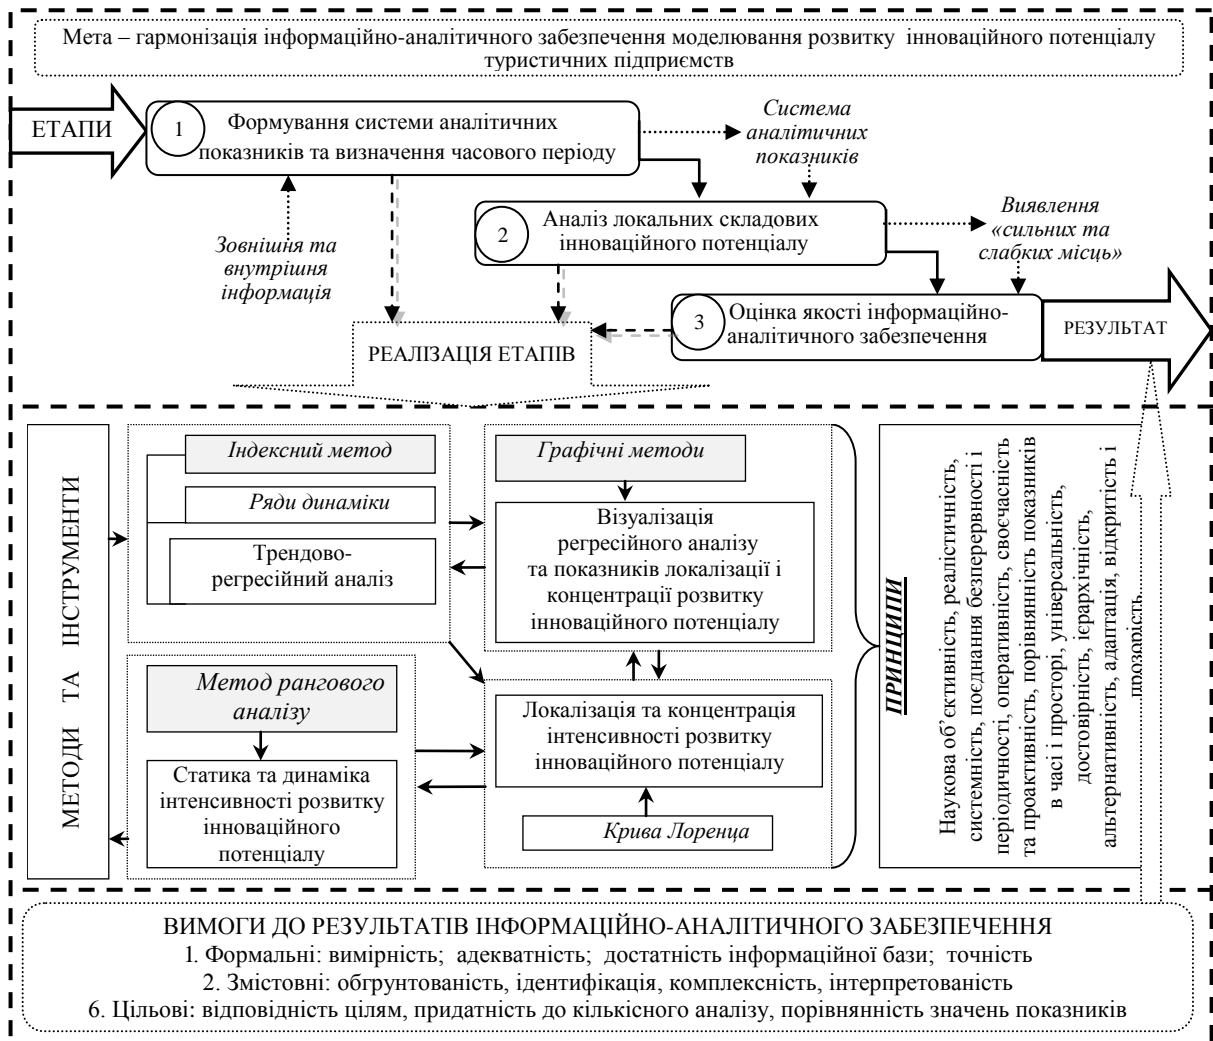 Мета – гармонізація інформаційно-аналітичного забезпечення моделювання розвитку інноваційного потенціалу
туристичних підприємств
ЕТАПИ
1
Формування системи аналітичних
показників та визначення часового періоду
Система
аналітичних
показників
Зовнішня та
внутрішня
інформація
2
Аналіз локальних складових
інноваційного потенціалу
Виявлення
«сильних та
слабких місць»
3
Оцінка якості інформаційно-
аналітичного забезпечення
РЕЗУЛЬТАТ
РЕАЛІЗАЦІЯ ЕТАПІВ
МЕТОДИ ТА ІНСТРУМЕНТИ
Індексний метод
Ряди динаміки
Трендово-
регресійний аналіз
Графічні методи
Візуалізація
регресійного аналізу
та показників локалізації і
концентрації розвитку
інноваційного потенціалу
Метод рангового
аналізу
Статика та динаміка
інтенсивності розвитку
інноваційного
потенціалу
Локалізація та концентрація
інтенсивності розвитку
інноваційного потенціалу
Крива Лоренца
ПРИНЦИПИ
Наукова об’єктивність, реалістичність,
системність, поєднання безперервності і
періодичності, оперативність, своєчасність
та проактивність, порівнянність показників
в часі і просторі, універсальність,
достовірність, ієрархічність,
альтернативність, адаптація, відкритість і
прозорість
ВИМОГИ ДО РЕЗУЛЬТАТІВ ІНФОРМАЦІЙНО-АНАЛІТИЧНОГО ЗАБЕЗПЕЧЕННЯ
1. Формальні: вимірність; адекватність; достатність інформаційної бази; точність
2. Змістовні: обгрунтованість, ідентифікація, комплексність, інтерпретованість
6. Цільові: відповідність цілям, придатність до кількісного аналізу, порівнянність значень показників